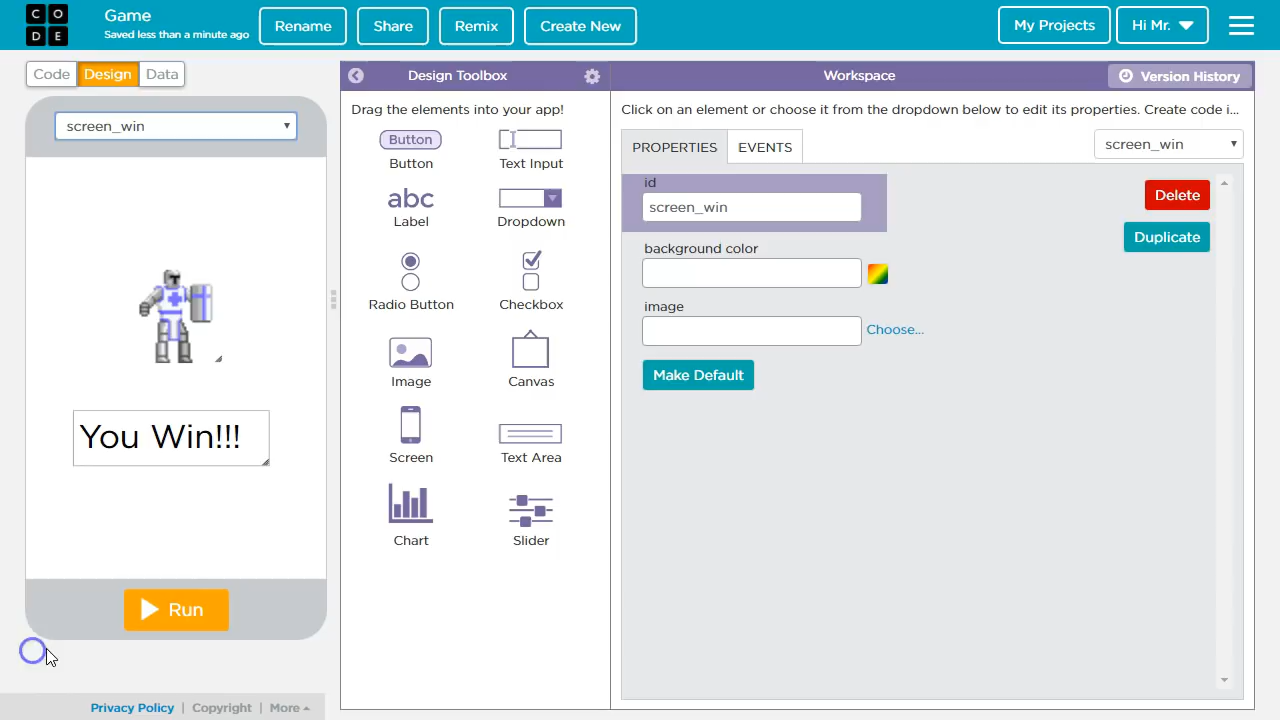 C O
D E
Game
Saved less than a minute ago
Rename
Share
Remix
Create New
My Projects
Hi Mr.
Code
Design
Data
Design Toolbox
Workspace
Version History
screen_win
Drag the elements into your app!
Click on an element or choose it from the dropdown below to edit its properties. Create code i...
Button
Button
Text Input
abc
Label
Dropdown
Radio Button
Checkbox
Image
Canvas
Screen
Text Area
Chart
Slider
PROPERTIES
EVENTS
screen_win
id
screen_win
Delete
Duplicate
background color
image
Choose...
Make Default
You Win!!!
Run
Privacy Policy | Copyright | More